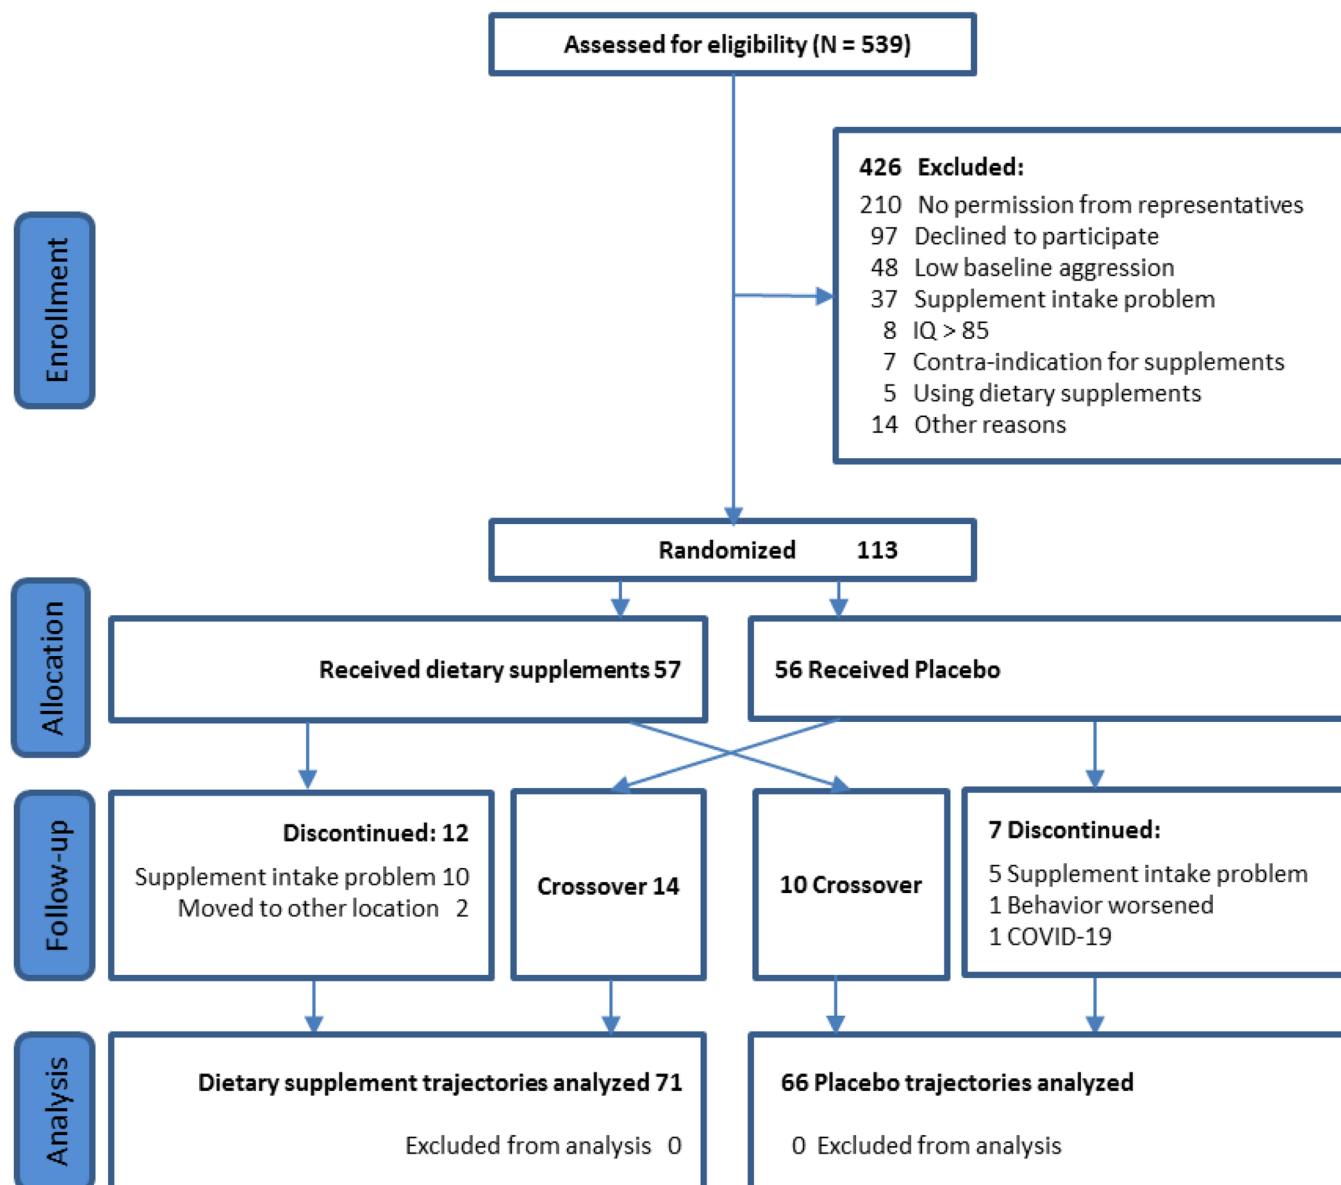 Assessed for eligibility (N = 539)
Enrollment
426 Excluded:
210 No permission from representatives
97 Declined to participate
48 Low baseline aggression
37 Supplement intake problem
8 IQ > 85
7 Contra-indication for supplements
5 Using dietary supplements
14 Other reasons
Randomized 113
Allocation
Received dietary supplements 57
56 Received Placebo
Follow-up
Discontinued: 12
Supplement intake problem 10
Moved to other location 2
Crossover 14
10 Crossover
7 Discontinued:
5 Supplement intake problem
1 Behavior worsened
1 COVID-19
Analysis
Dietary supplement trajectories analyzed 71
Excluded from analysis 0
66 Placebo trajectories analyzed
0 Excluded from analysis